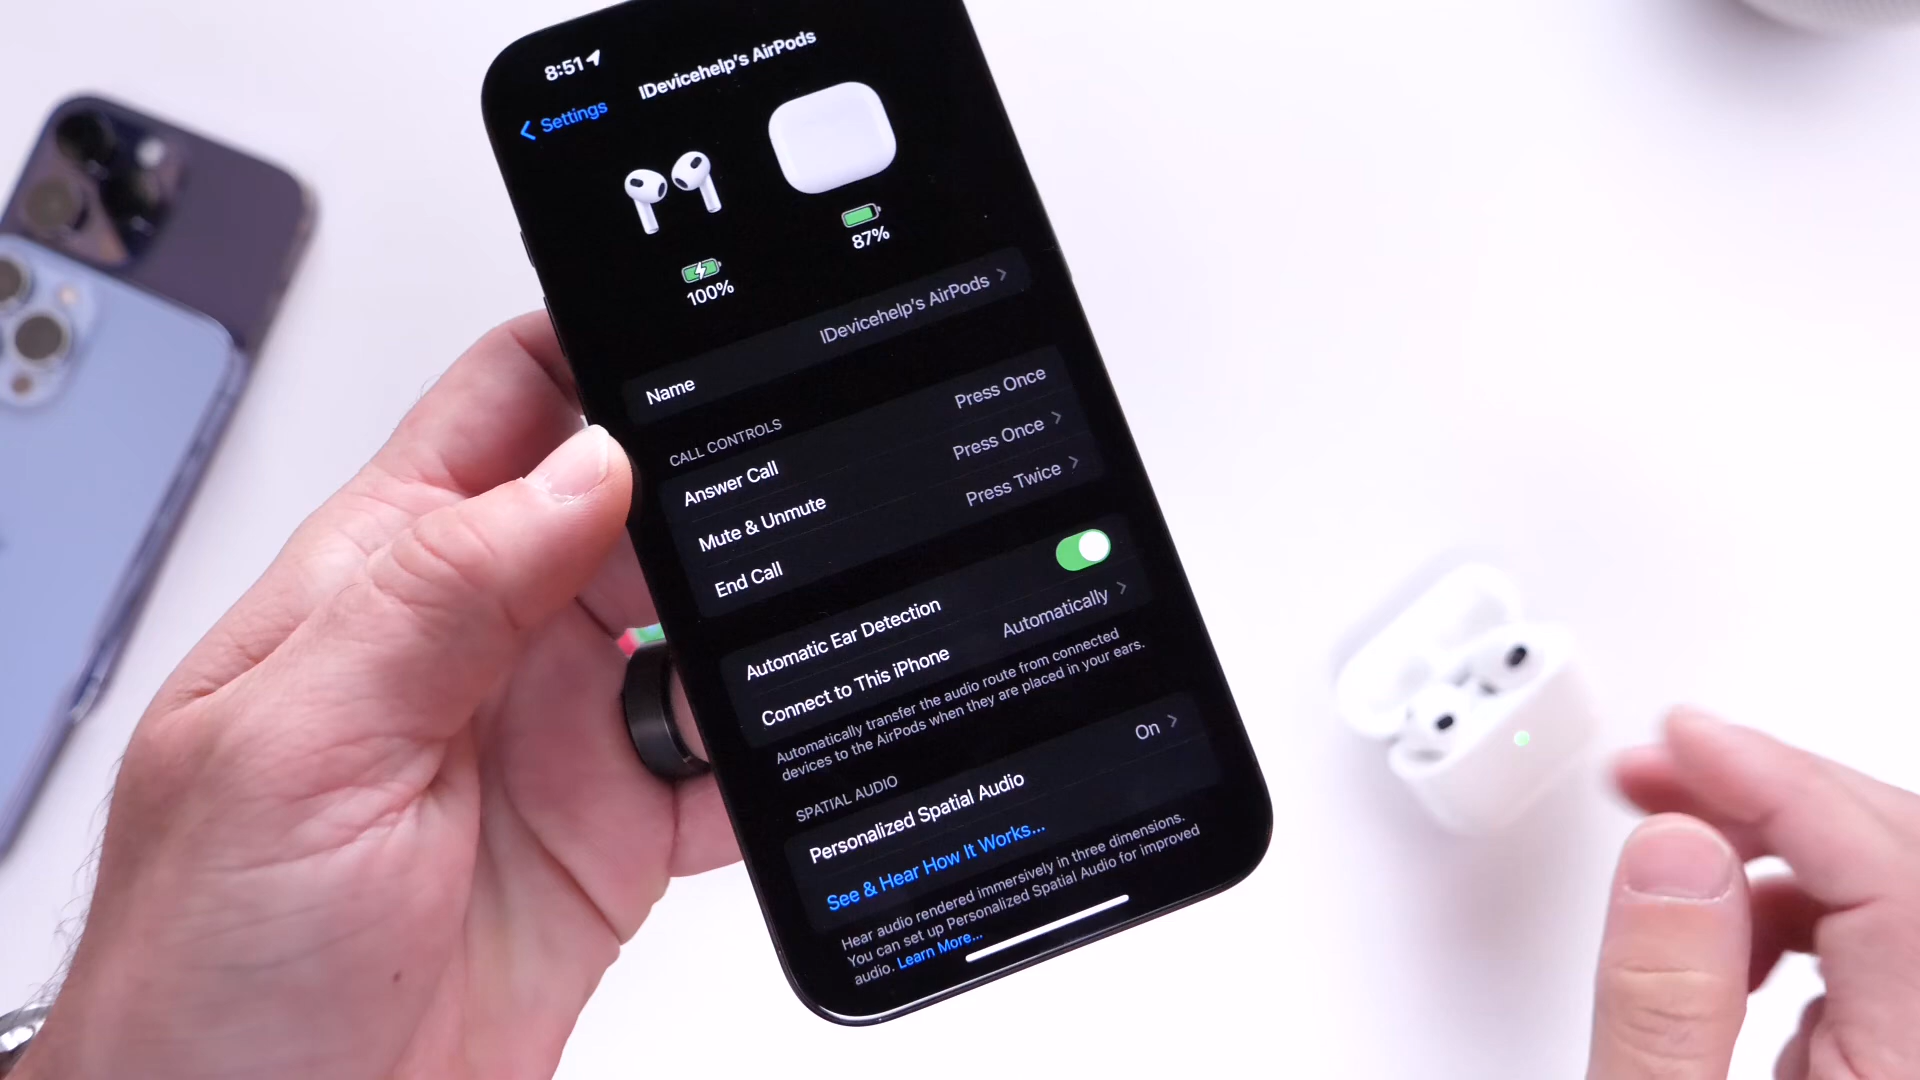 8:51
IDevicehelp's AirPods
Settings
87%
100%
Name IDevicehelp's AirPods
CALL CONTROLS
Answer Call Press Once
Mute & Unmute Press Once
End Call Press Twice
Automatic Ear Detection
Connect to This iPhone Automatically
Automatically transfer the audio route from connected
devices to the AirPods when they are placed in your ears.
SPATIAL AUDIO
Personalized Spatial Audio On
See & Hear How It Works...
Hear audio rendered immersively in three dimensions.
You can set up Personalized Spatial Audio for improved
audio. Learn More...